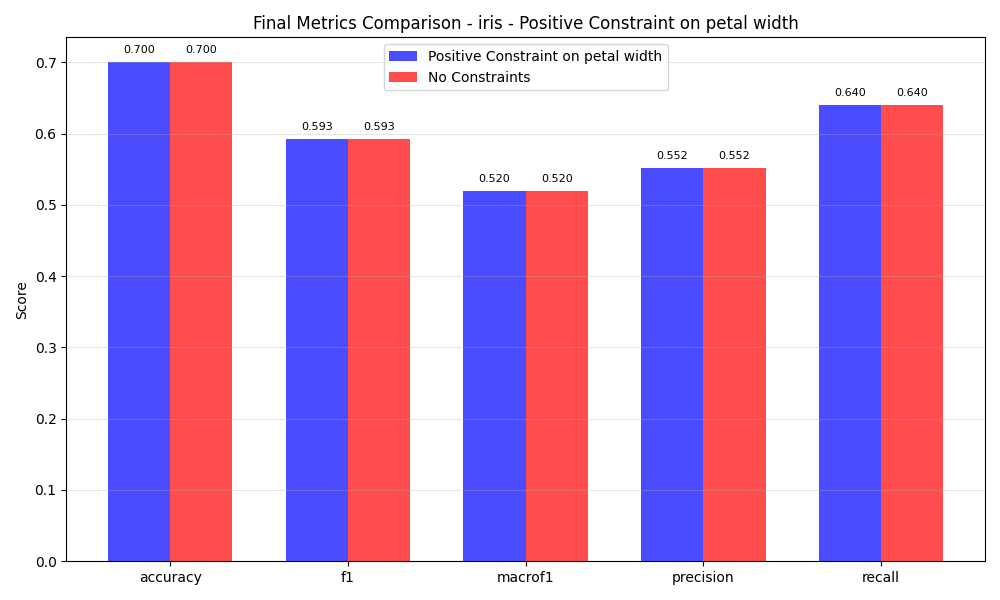 Final Metrics Comparison - iris - Positive Constraint on petal width
Positive Constraint on petal width
No Constraints
Score
0.7
0.6
0.5
0.4
0.3
0.2
0.1
0.0
0.700 0.700
0.593 0.593
0.520 0.520
0.552 0.552
0.640 0.640
accuracy f1 macrof1 precision recall